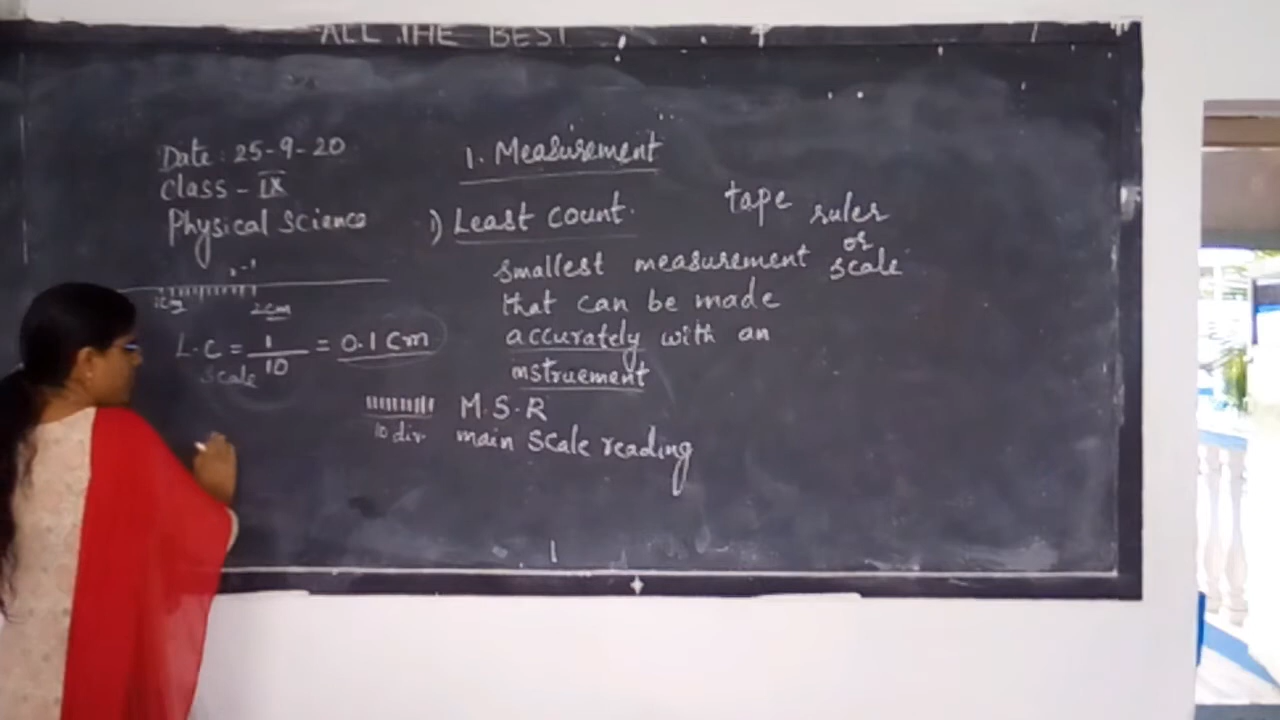 ALL THE BEST
Date: 25-9-20
Class - IX
Physical Science
2-1
2cm
L.C = 1/10 = 0.1 cm
scale
1. Measurement
1) Least count.
tape
ruler
or
scale
smallest measurement
that can be made
accurately with an
instruement
M.S.R
10 div.
main scale reading